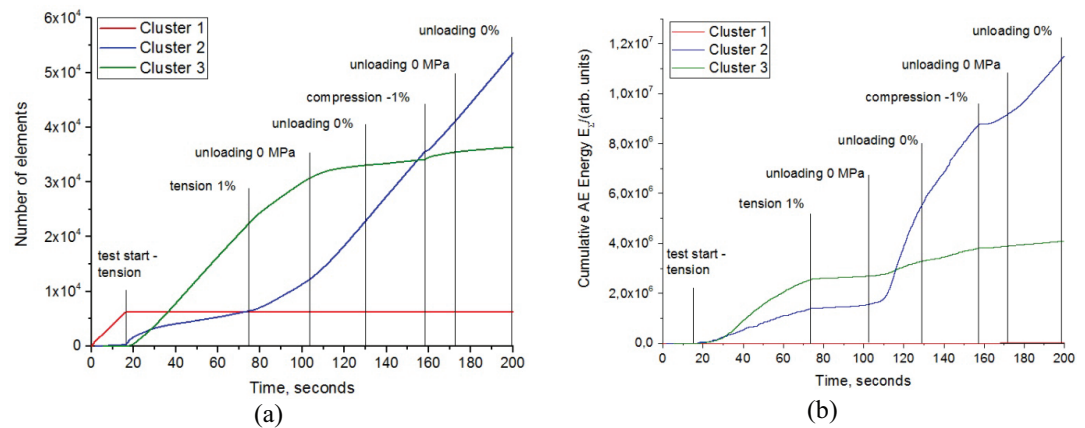 6x10⁴
5x10⁴
4x10⁴
3x10⁴
2x10⁴
1x10⁴
0
Number of elements
Cluster 1
Cluster 2
Cluster 3
unloading 0%
unloading 0 MPa
compression -1%
unloading 0%
unloading 0 MPa
tension 1%
test start -
tension
0 20 40 60 80 100 120 140 160 180 200
Time, seconds
(a)
1,2x10⁷
1,0x10⁷
8,0x10⁶
6,0x10⁶
4,0x10⁶
2,0x10⁶
0,0
Cumulative AE Energy E_Σ/(arb. units)
Cluster 1
Cluster 2
Cluster 3
unloading 0%
unloading 0 MPa
compression -1%
unloading 0%
unloading 0 MPa
tension 1%
test start -
tension
0 20 40 60 80 100 120 140 160 180 200
Time, seconds
(b)